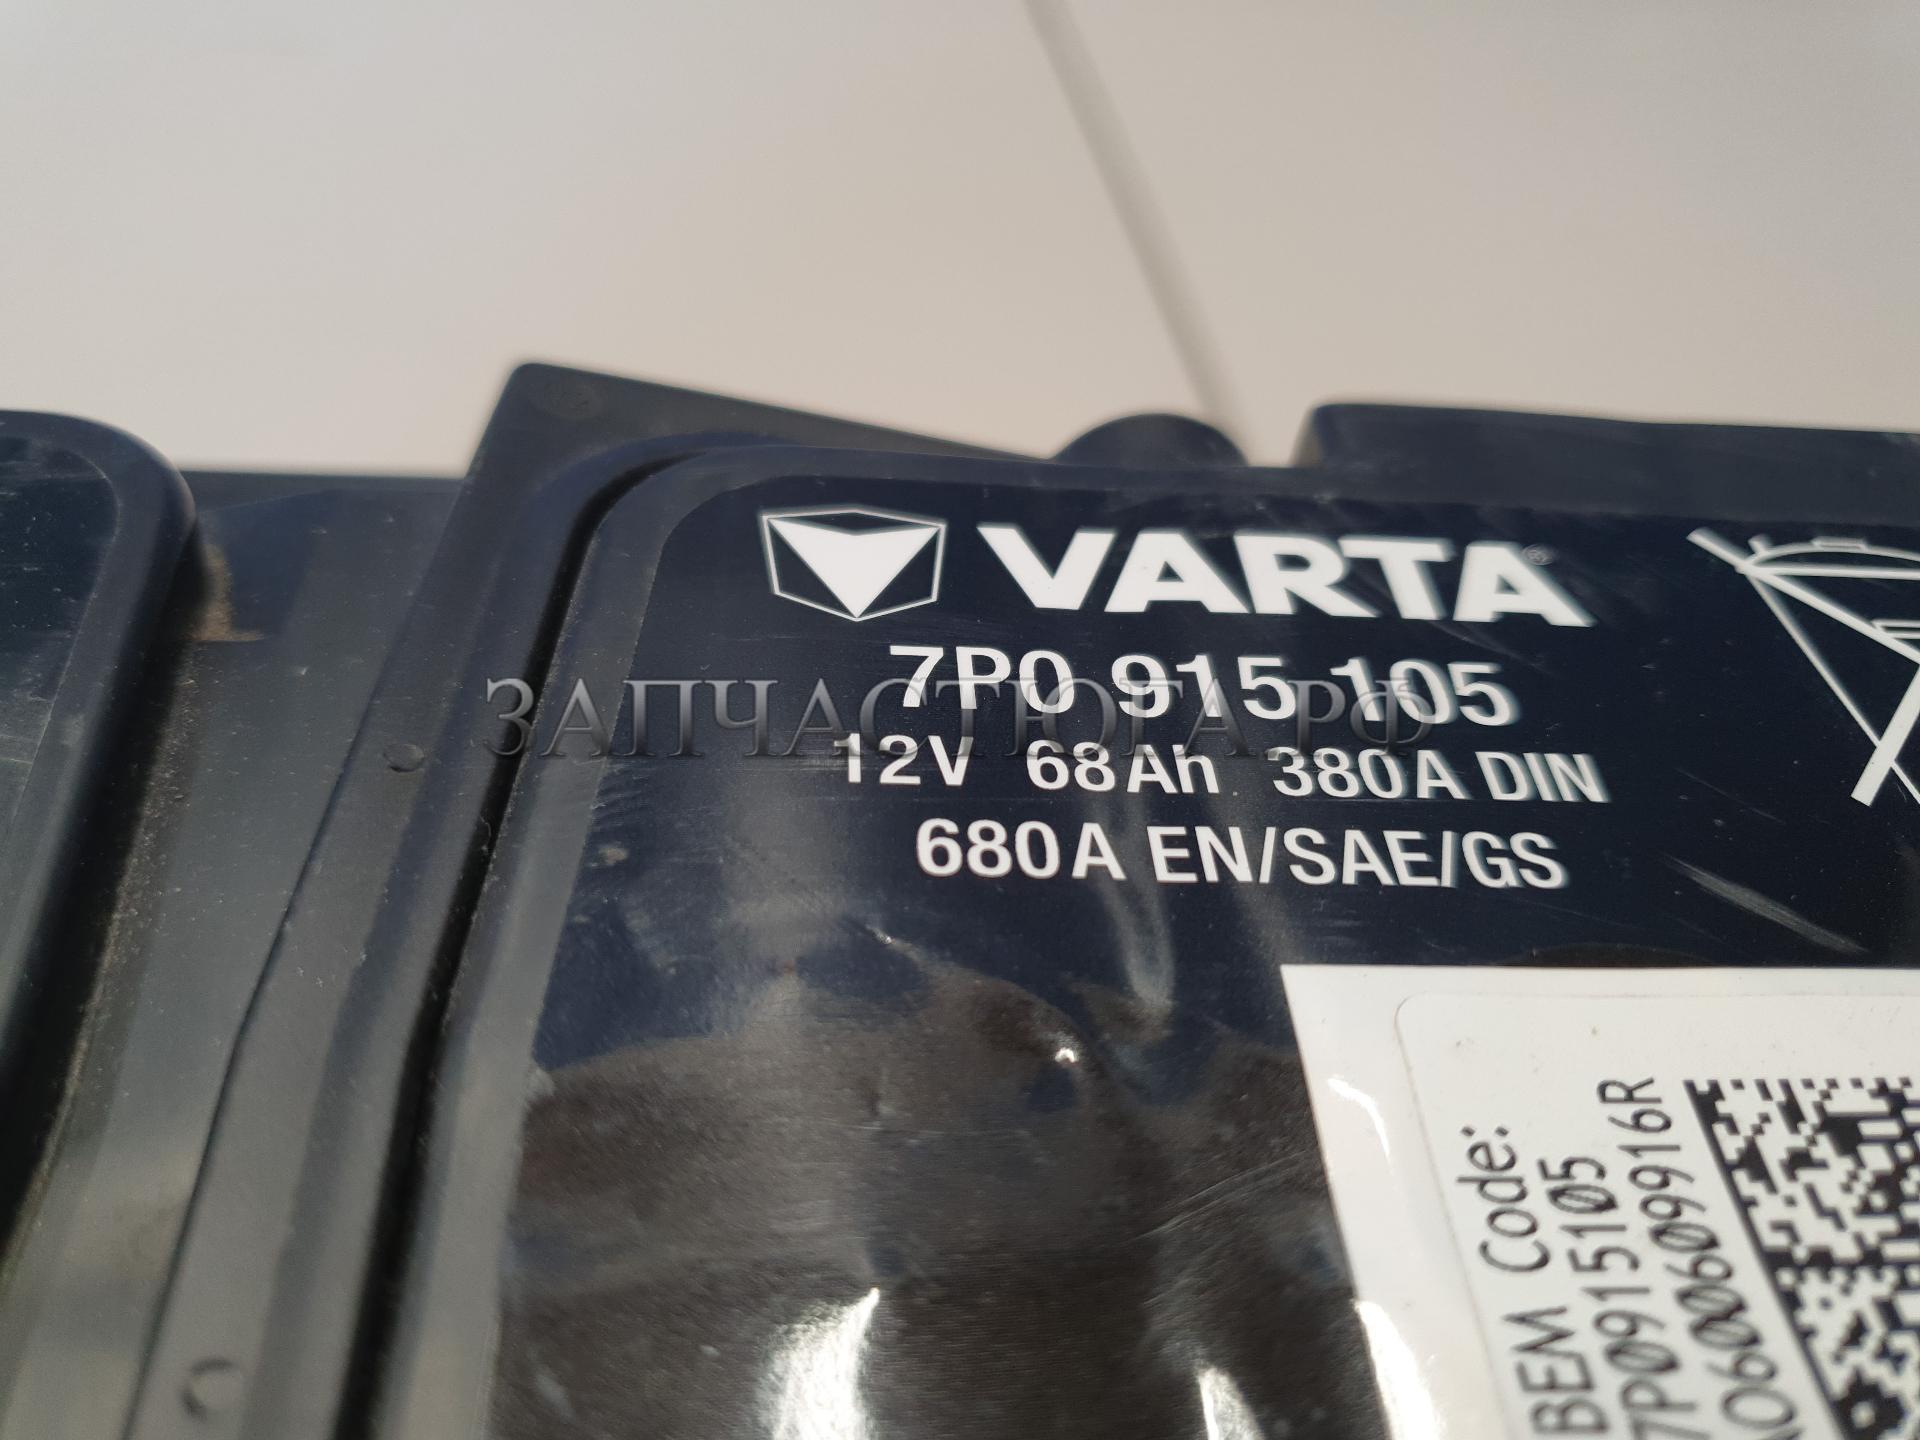 VARTA®
7P0 915 105
ЗАПЧАСТЮГА.РФ
12V 68Ah 380A DIN
680A EN/SAE/GS
BEM Code:
7P0915105